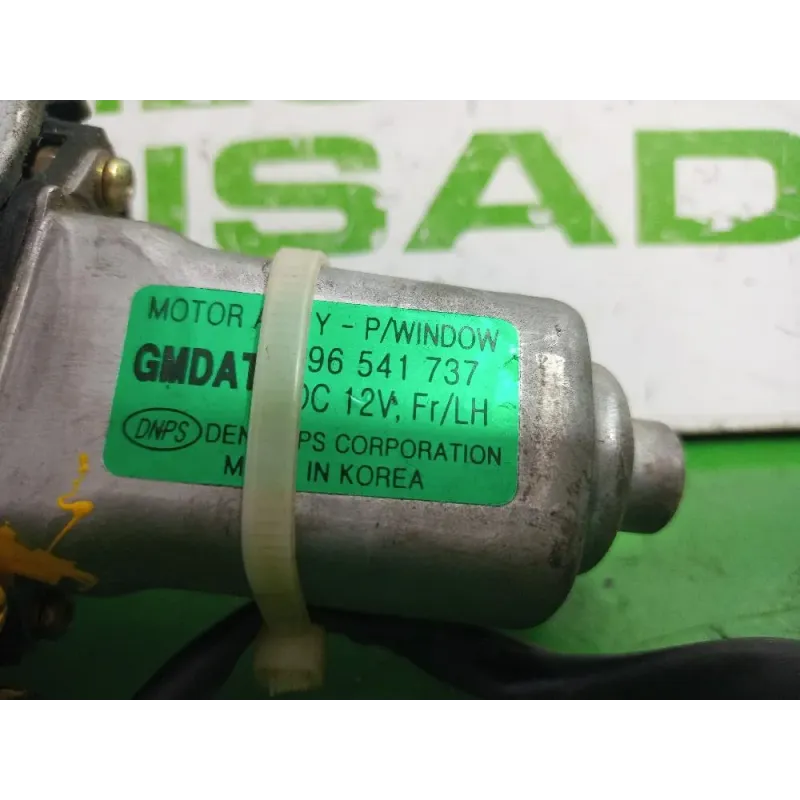 ISAD
MOTOR A Y - P/WINDOW
GMDAT 96 541 737
DC 12V, Fr/LH
DNPS DEN PS CORPORATION
M IN KOREA